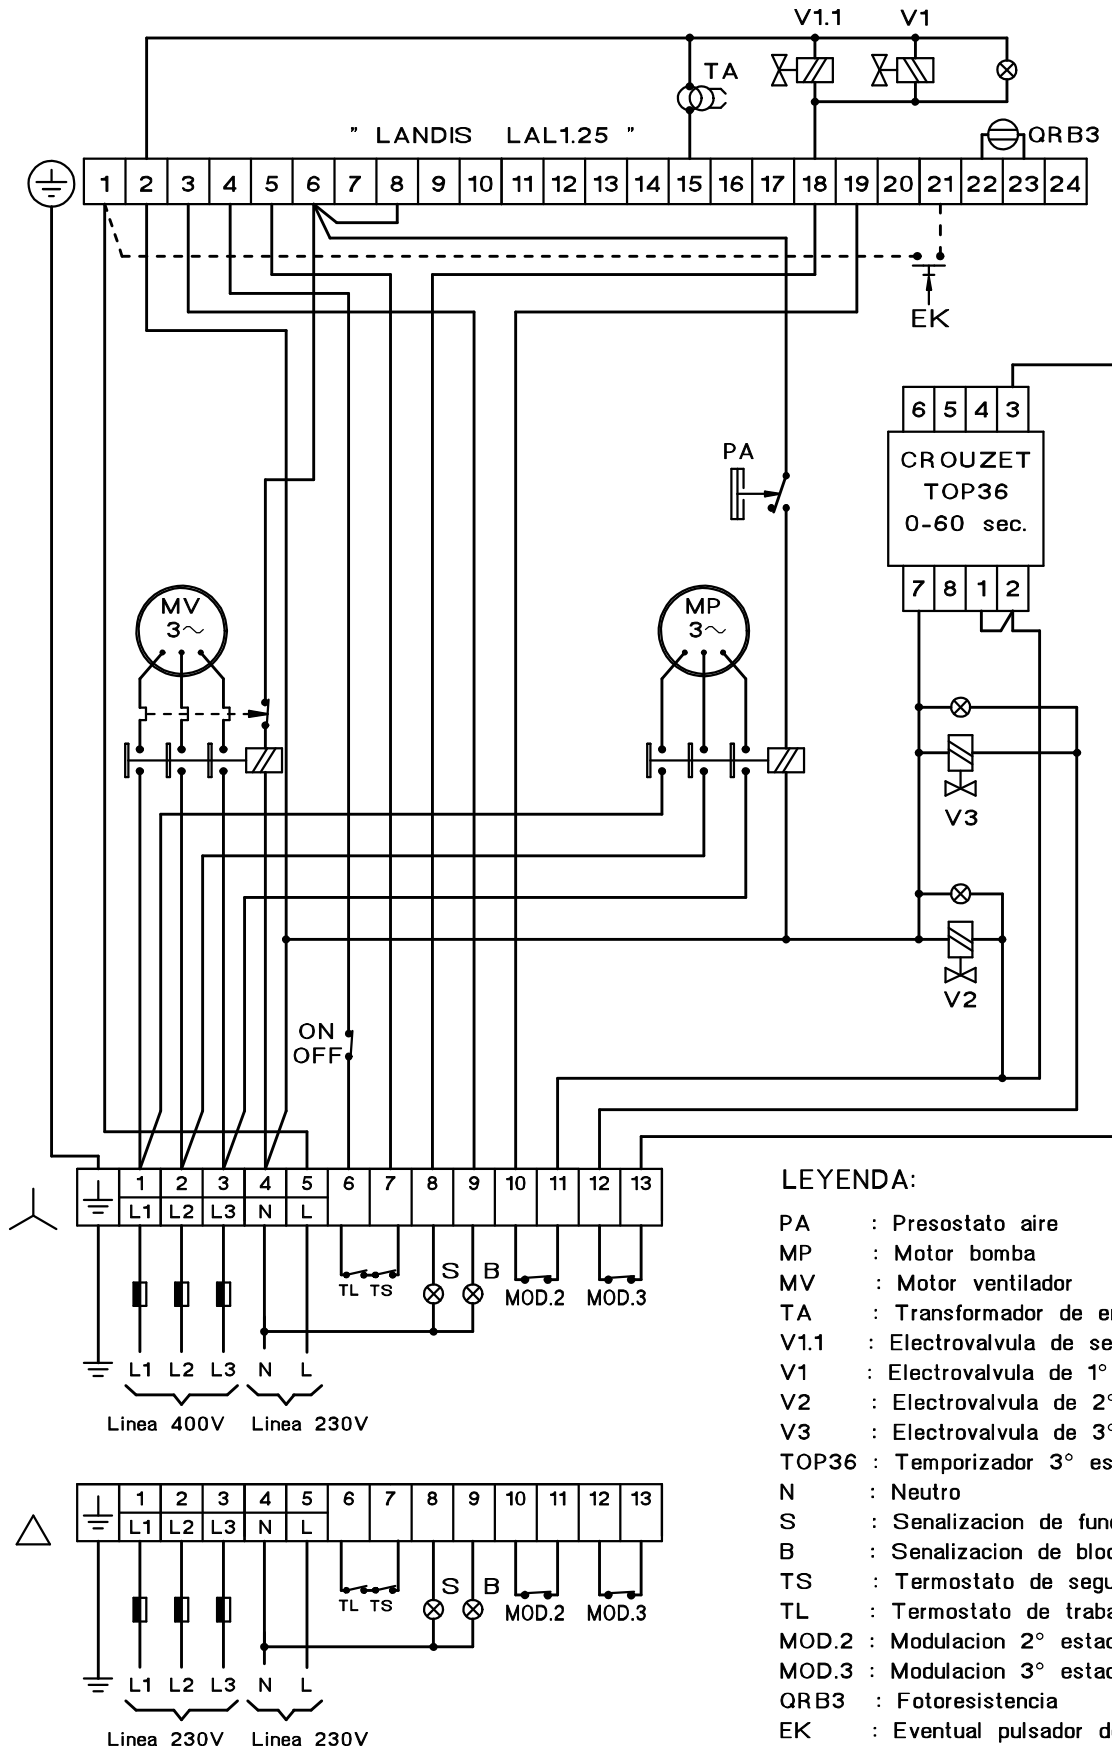 V1.1 V1
TA
" LANDIS LAL1.25 "
QRB3
1 2 3 4 5 6 7 8 9 10 11 12 13 14 15 16 17 18 19 20 21 22 23 24
EK
6 5 4 3
PA
CROUZET
TOP36
0-60 sec.
7 8 1 2
MV
3~
MP
3~
V3
V2
ON
OFF
1 2 3 4 5 6 7 8 9 10 11 12 13
L1 L2 L3 N L
S B
TL TS
MOD.2 MOD.3
L1 L2 L3 N L
Linea 400V Linea 230V
1 2 3 4 5 6 7 8 9 10 11 12 13
L1 L2 L3 N L
S B
TL TS
MOD.2 MOD.3
L1 L2 L3 N L
Linea 230V Linea 230V
LEYENDA:
PA : Presostato aire
MP : Motor bomba
MV : Motor ventilador
TA : Transformador de
V1.1 : Electrovalvula de
V1 : Electrovalvula de 1°
V2 : Electrovalvula de 2°
V3 : Electrovalvula de 3°
TOP36 : Temporizador 3°
N : Neutro
S : Senalizacion de
B : Senalizacion de
TS : Termostato de
TL : Termostato de
MOD.2 : Modulacion 2°
MOD.3 : Modulacion 3°
QRB3 : Fotoresistencia
EK : Eventual pulsador